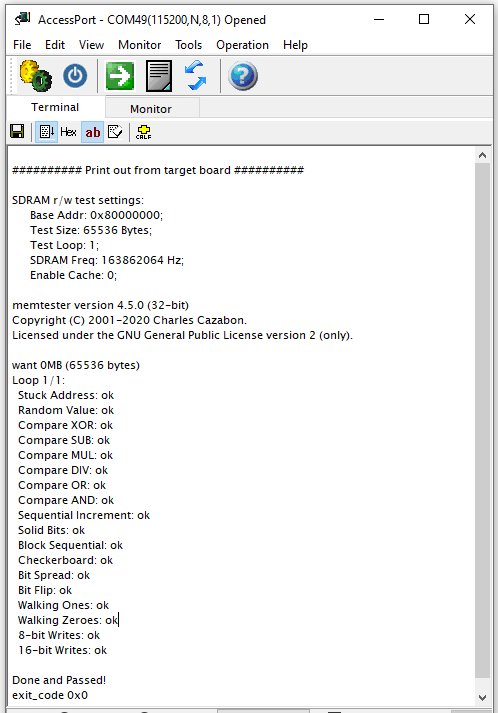 AccessPort - COM49(115200,N,8,1) Opened
File Edit View Monitor Tools Operation Help
Terminal Monitor
Hex ab CRLF
########## Print out from target board ##########
SDRAM r/w test settings:
Base Addr: 0x80000000;
Test Size: 65536 Bytes;
Test Loop: 1;
SDRAM Freq: 163862064 Hz;
Enable Cache: 0;
memtester version 4.5.0 (32-bit)
Copyright (C) 2001-2020 Charles Cazabon.
Licensed under the GNU General Public License version 2 (only).
want 0MB (65536 bytes)
Loop 1/1:
Stuck Address: ok
Random Value: ok
Compare XOR: ok
Compare SUB: ok
Compare MUL: ok
Compare DIV: ok
Compare OR: ok
Compare AND: ok
Sequential Increment: ok
Solid Bits: ok
Block Sequential: ok
Checkerboard: ok
Bit Spread: ok
Bit Flip: ok
Walking Ones: ok
Walking Zeroes: ok
8-bit Writes: ok
16-bit Writes: ok
Done and Passed!
exit_code 0x0